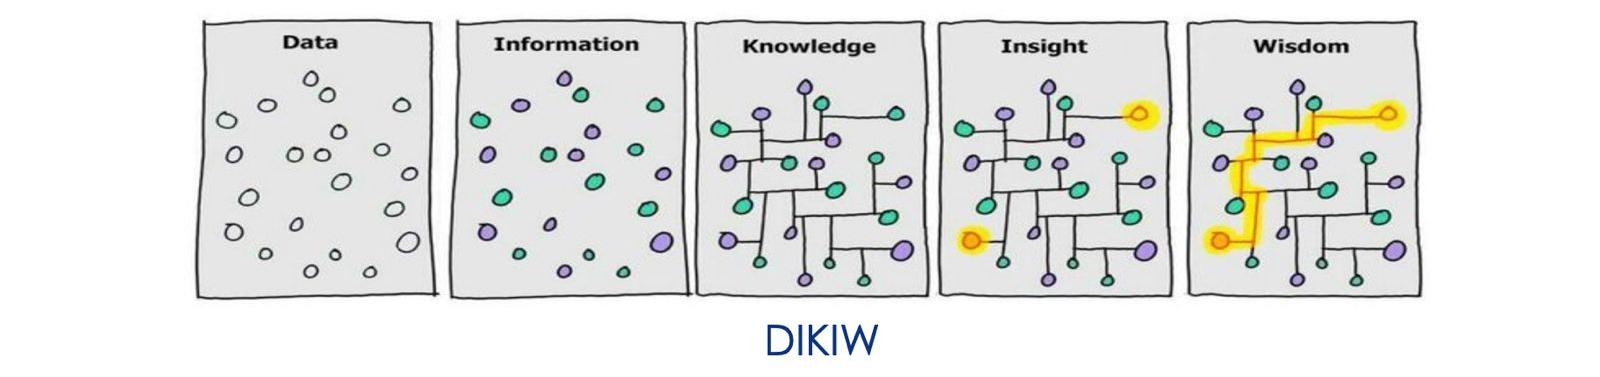 Data
Information
Knowledge
Insight
Wisdom
DIKIW